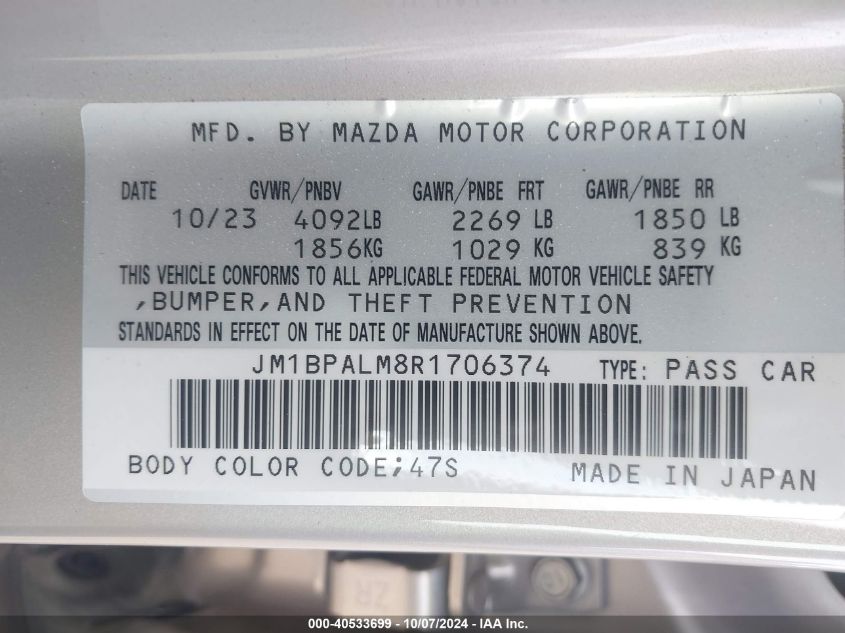 MFD. BY MAZDA MOTOR CORPORATION
DATE GVWR/PNBV GAWR/PNBE FRT GAWR/PNBE RR
10/23 4092LB 2269 LB 1850 LB
1856KG 1029 KG 839 KG
THIS VEHICLE CONFORMS TO ALL APPLICABLE FEDERAL MOTOR VEHICLE SAFETY
,BUMPER,AND THEFT PREVENTION
STANDARDS IN EFFECT ON THE DATE OF MANUFACTURE SHOWN ABOVE.
JM1BPALM8R1706374 TYPE: PASS CAR
BODY COLOR CODE;47S MADE IN JAPAN
ZR
000-40533699 - 10/07/2024 - IAA Inc.